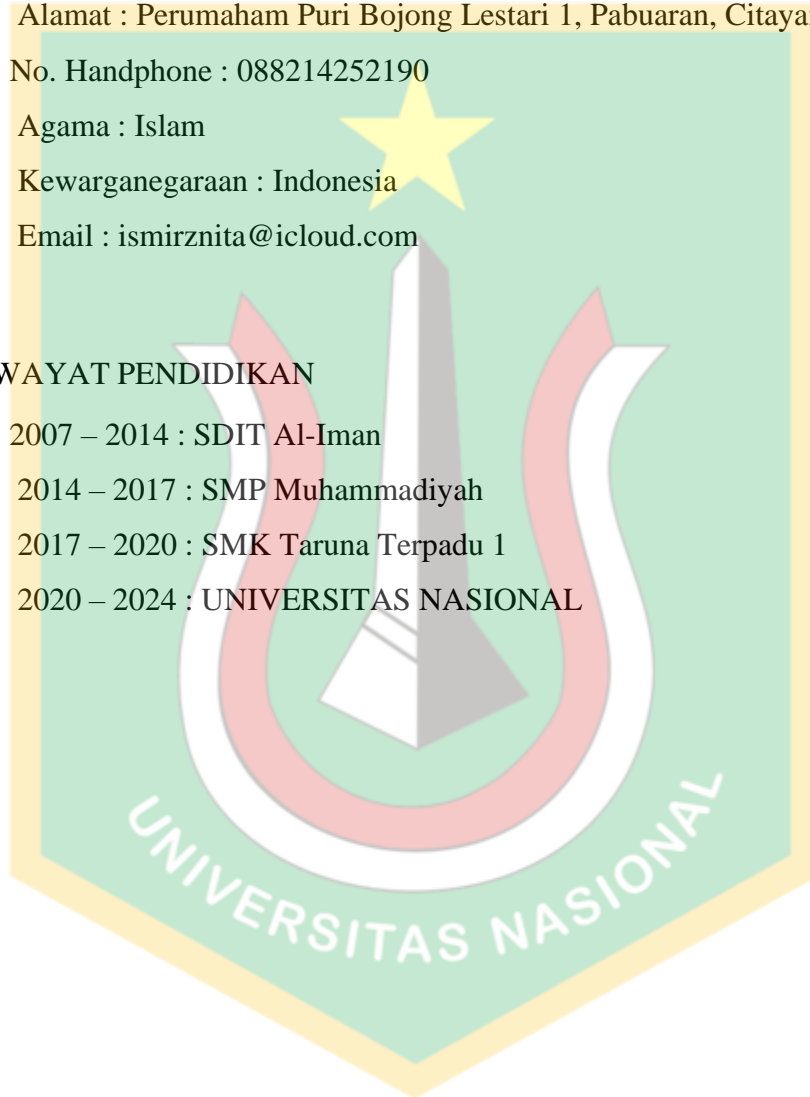 Alamat : Perumaham Puri Bojong Lestari 1, Pabuaran,
No. Handphone : 088214252190
Agama : Islam
Kewarganegaraan : Indonesia
Email : ismirznita@icloud.com
PENDIDIKAN
2007 – 2014 : SDIT Al-Iman
2014 – 2017 : SMP Muhammadiyah
2017 – 2020 : SMK Taruna Terpadu 1
2020 – 2024 : UNIVERSITAS NASIONAL
UNIVERSITAS NASIONAL